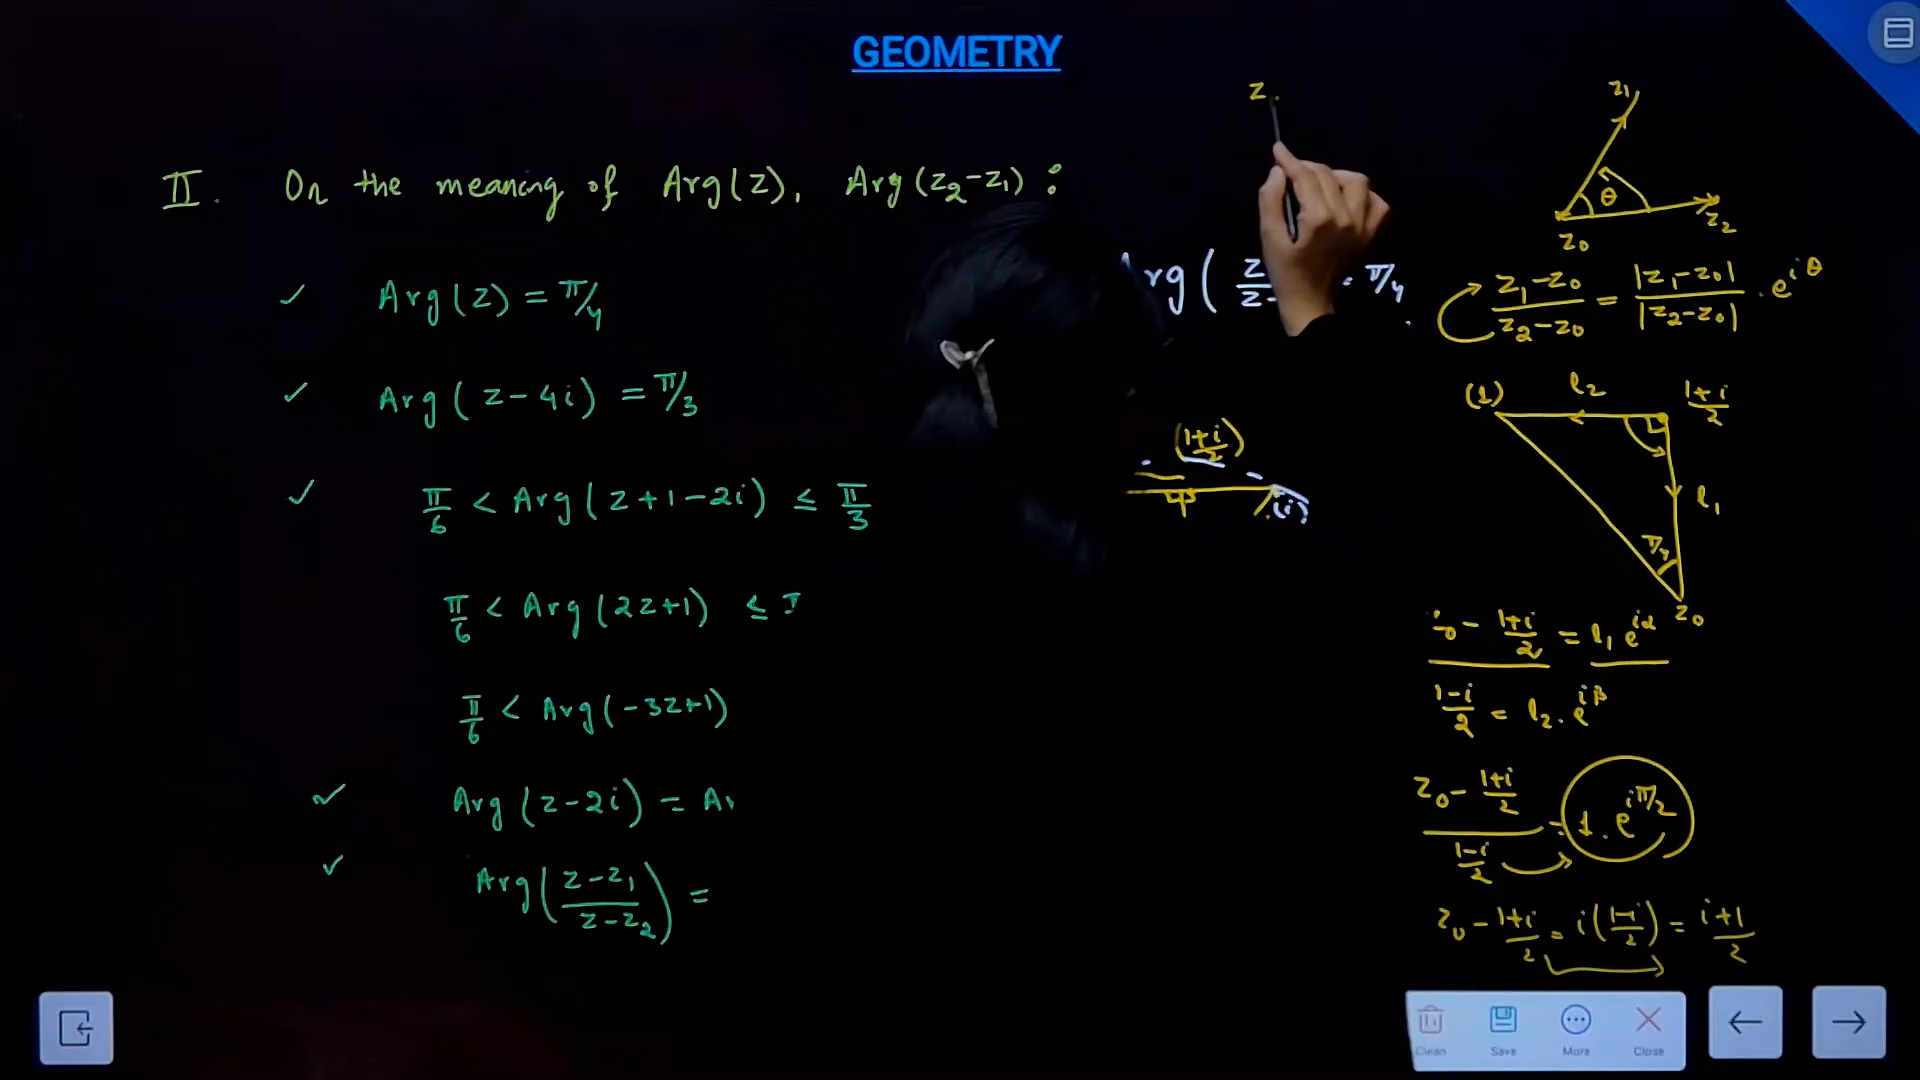 GEOMETRY
II. On the meaning of Arg(z), Arg(z₂-z₁) :
✓ Arg(z) = π/4
✓ Arg(z-4i) = π/3
✓ π/6 < Arg(z+1-2i) ≤ π/3
π/6 < Arg(2z+1) ≤
π/6 < Arg(-3z+1)
✓ Arg(z-2i) =
✓ Arg((z-z₁)/(z-z₂)) =
z
= π/4
(1+i/2)
(i)
z₁
θ
z₀
z₂
(z₁-z₀)/(z₂-z₀) = |z₁-z₀|/|z₂-z₀| . e^{iθ}
(1)
l₂
1+i/2
l₁
π/4
z₀
- 1+i/2 = l₁ e^{iα}
1-i/2 = l₂ . e^{iβ}
z₀ - 1+i/2
1-i/2
= 1 . e^{iπ/2}
z₀ - 1+i/2 = i(1-i/2) = i+1/2
Clean
Save
More
Close